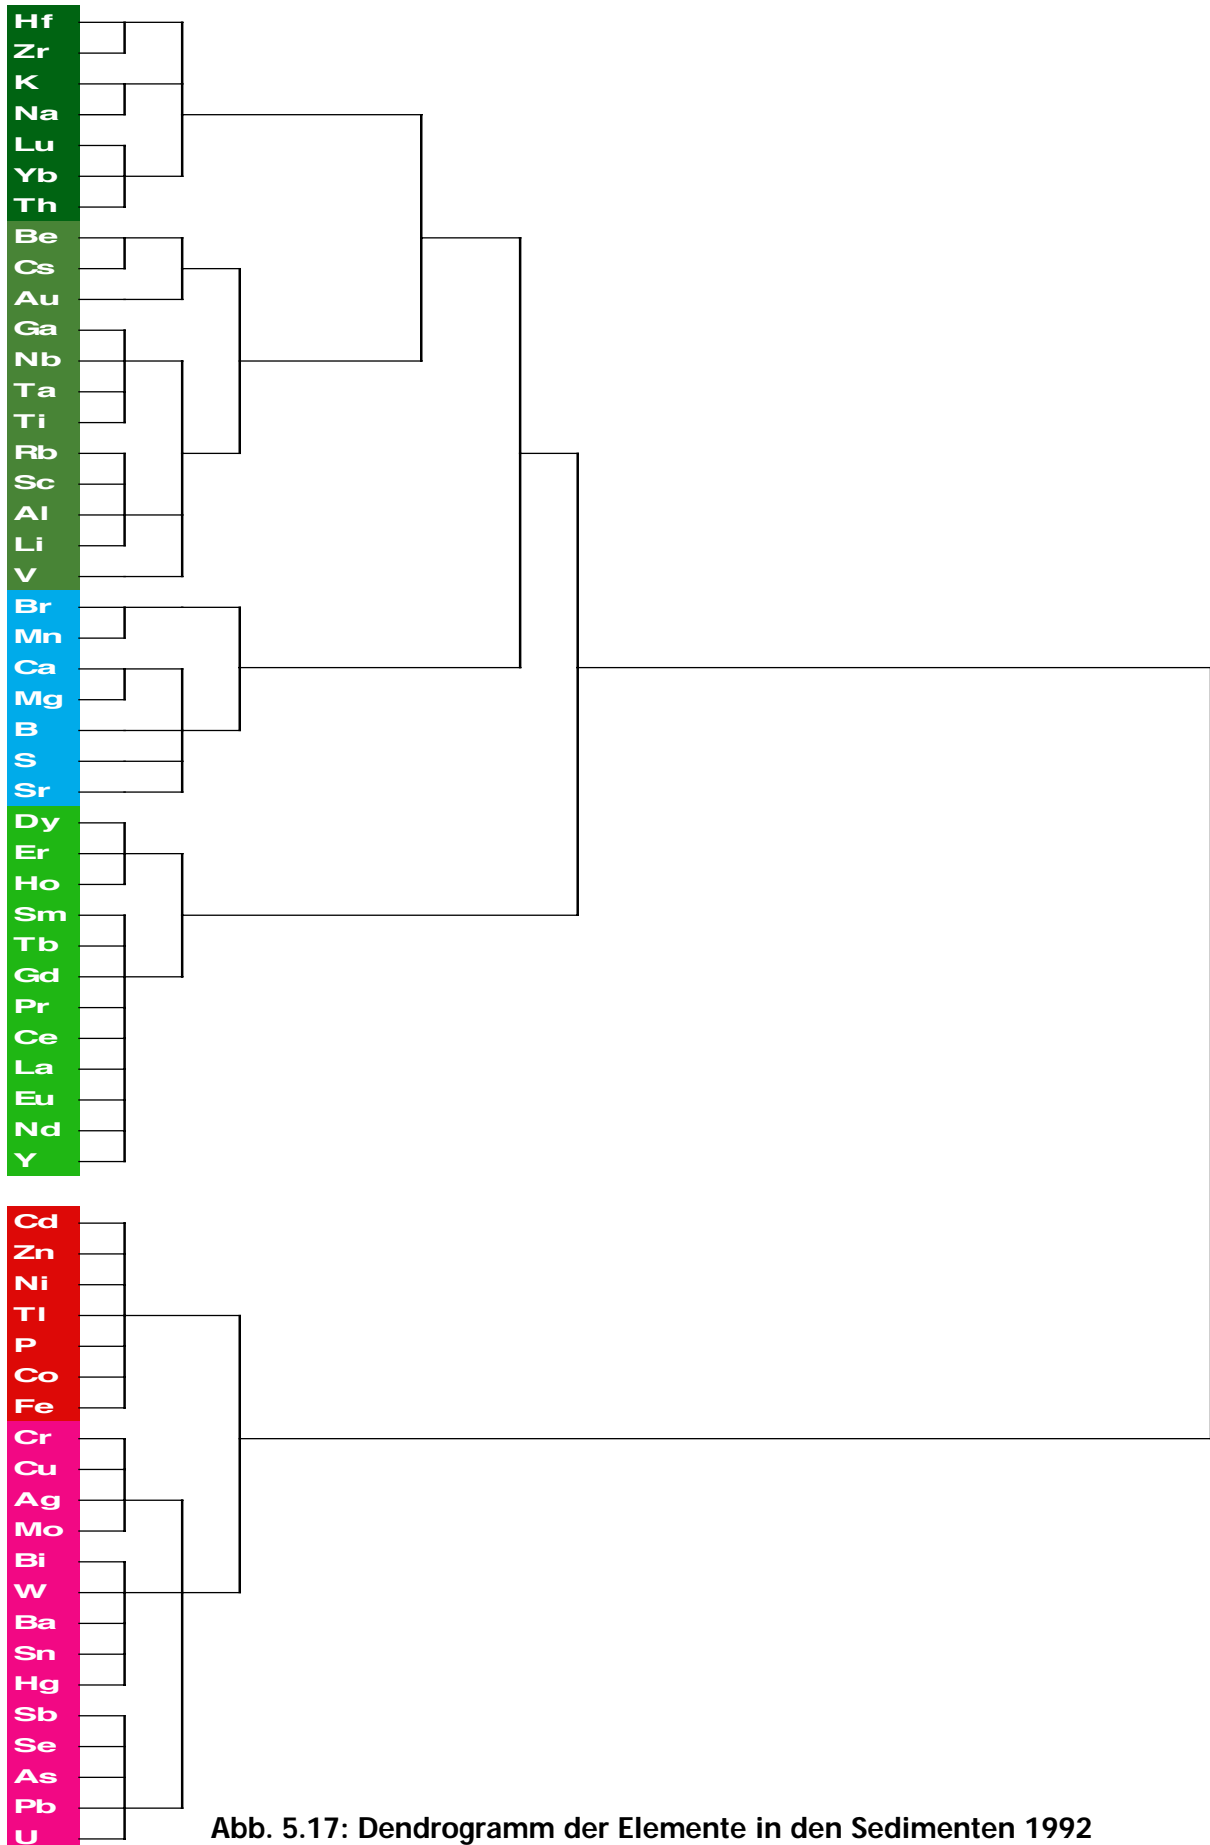 Hf
Zr
K
Na
Lu
Yb
Th
Be
Cs
Au
Ga
Nb
Ta
Ti
Rb
Sc
Al
Li
V
Br
Mn
Ca
Mg
B
S
Sr
Dy
Er
Ho
Sm
Tb
Gd
Pr
Ce
La
Eu
Nd
Y
Cd
Zn
Ni
Tl
P
Co
Fe
Cr
Cu
Ag
Mo
Bi
W
Ba
Sn
Hg
Sb
Se
As
Pb
U
Abb. 5.17: Dendrogramm der Elemente in den Sedimenten 1992